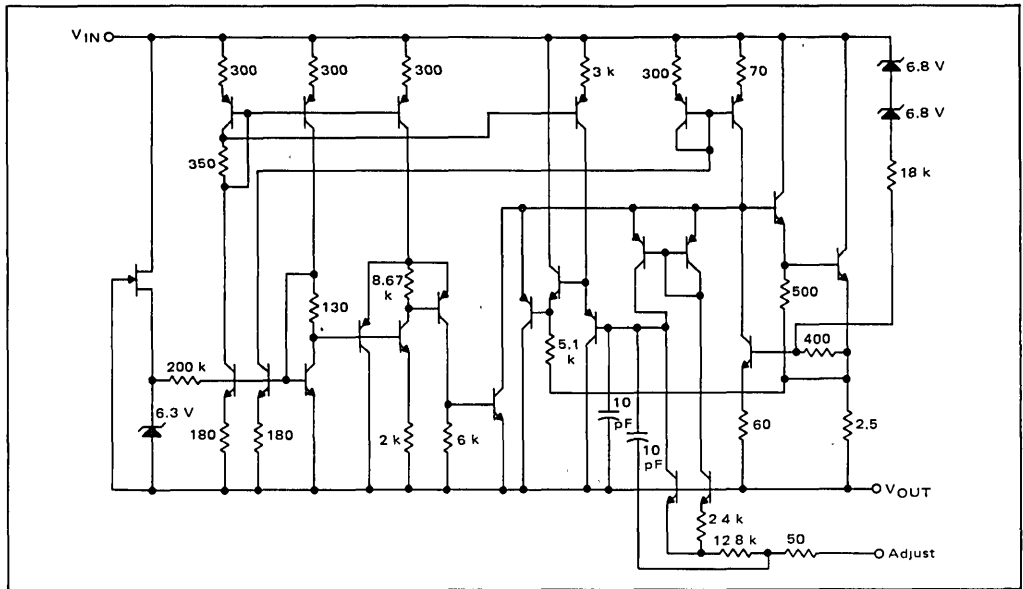 VIN
300
300
300
3 k
300
70
6.8 V
6.8 V
350
18 k
8.67
k
500
130
400
200 k
5.1
k
6.3 V
10
pF
180
180
2 k
6 k
10
pF
60
2.5
VOUT
2 4 k
12 8 k
50
Adjust